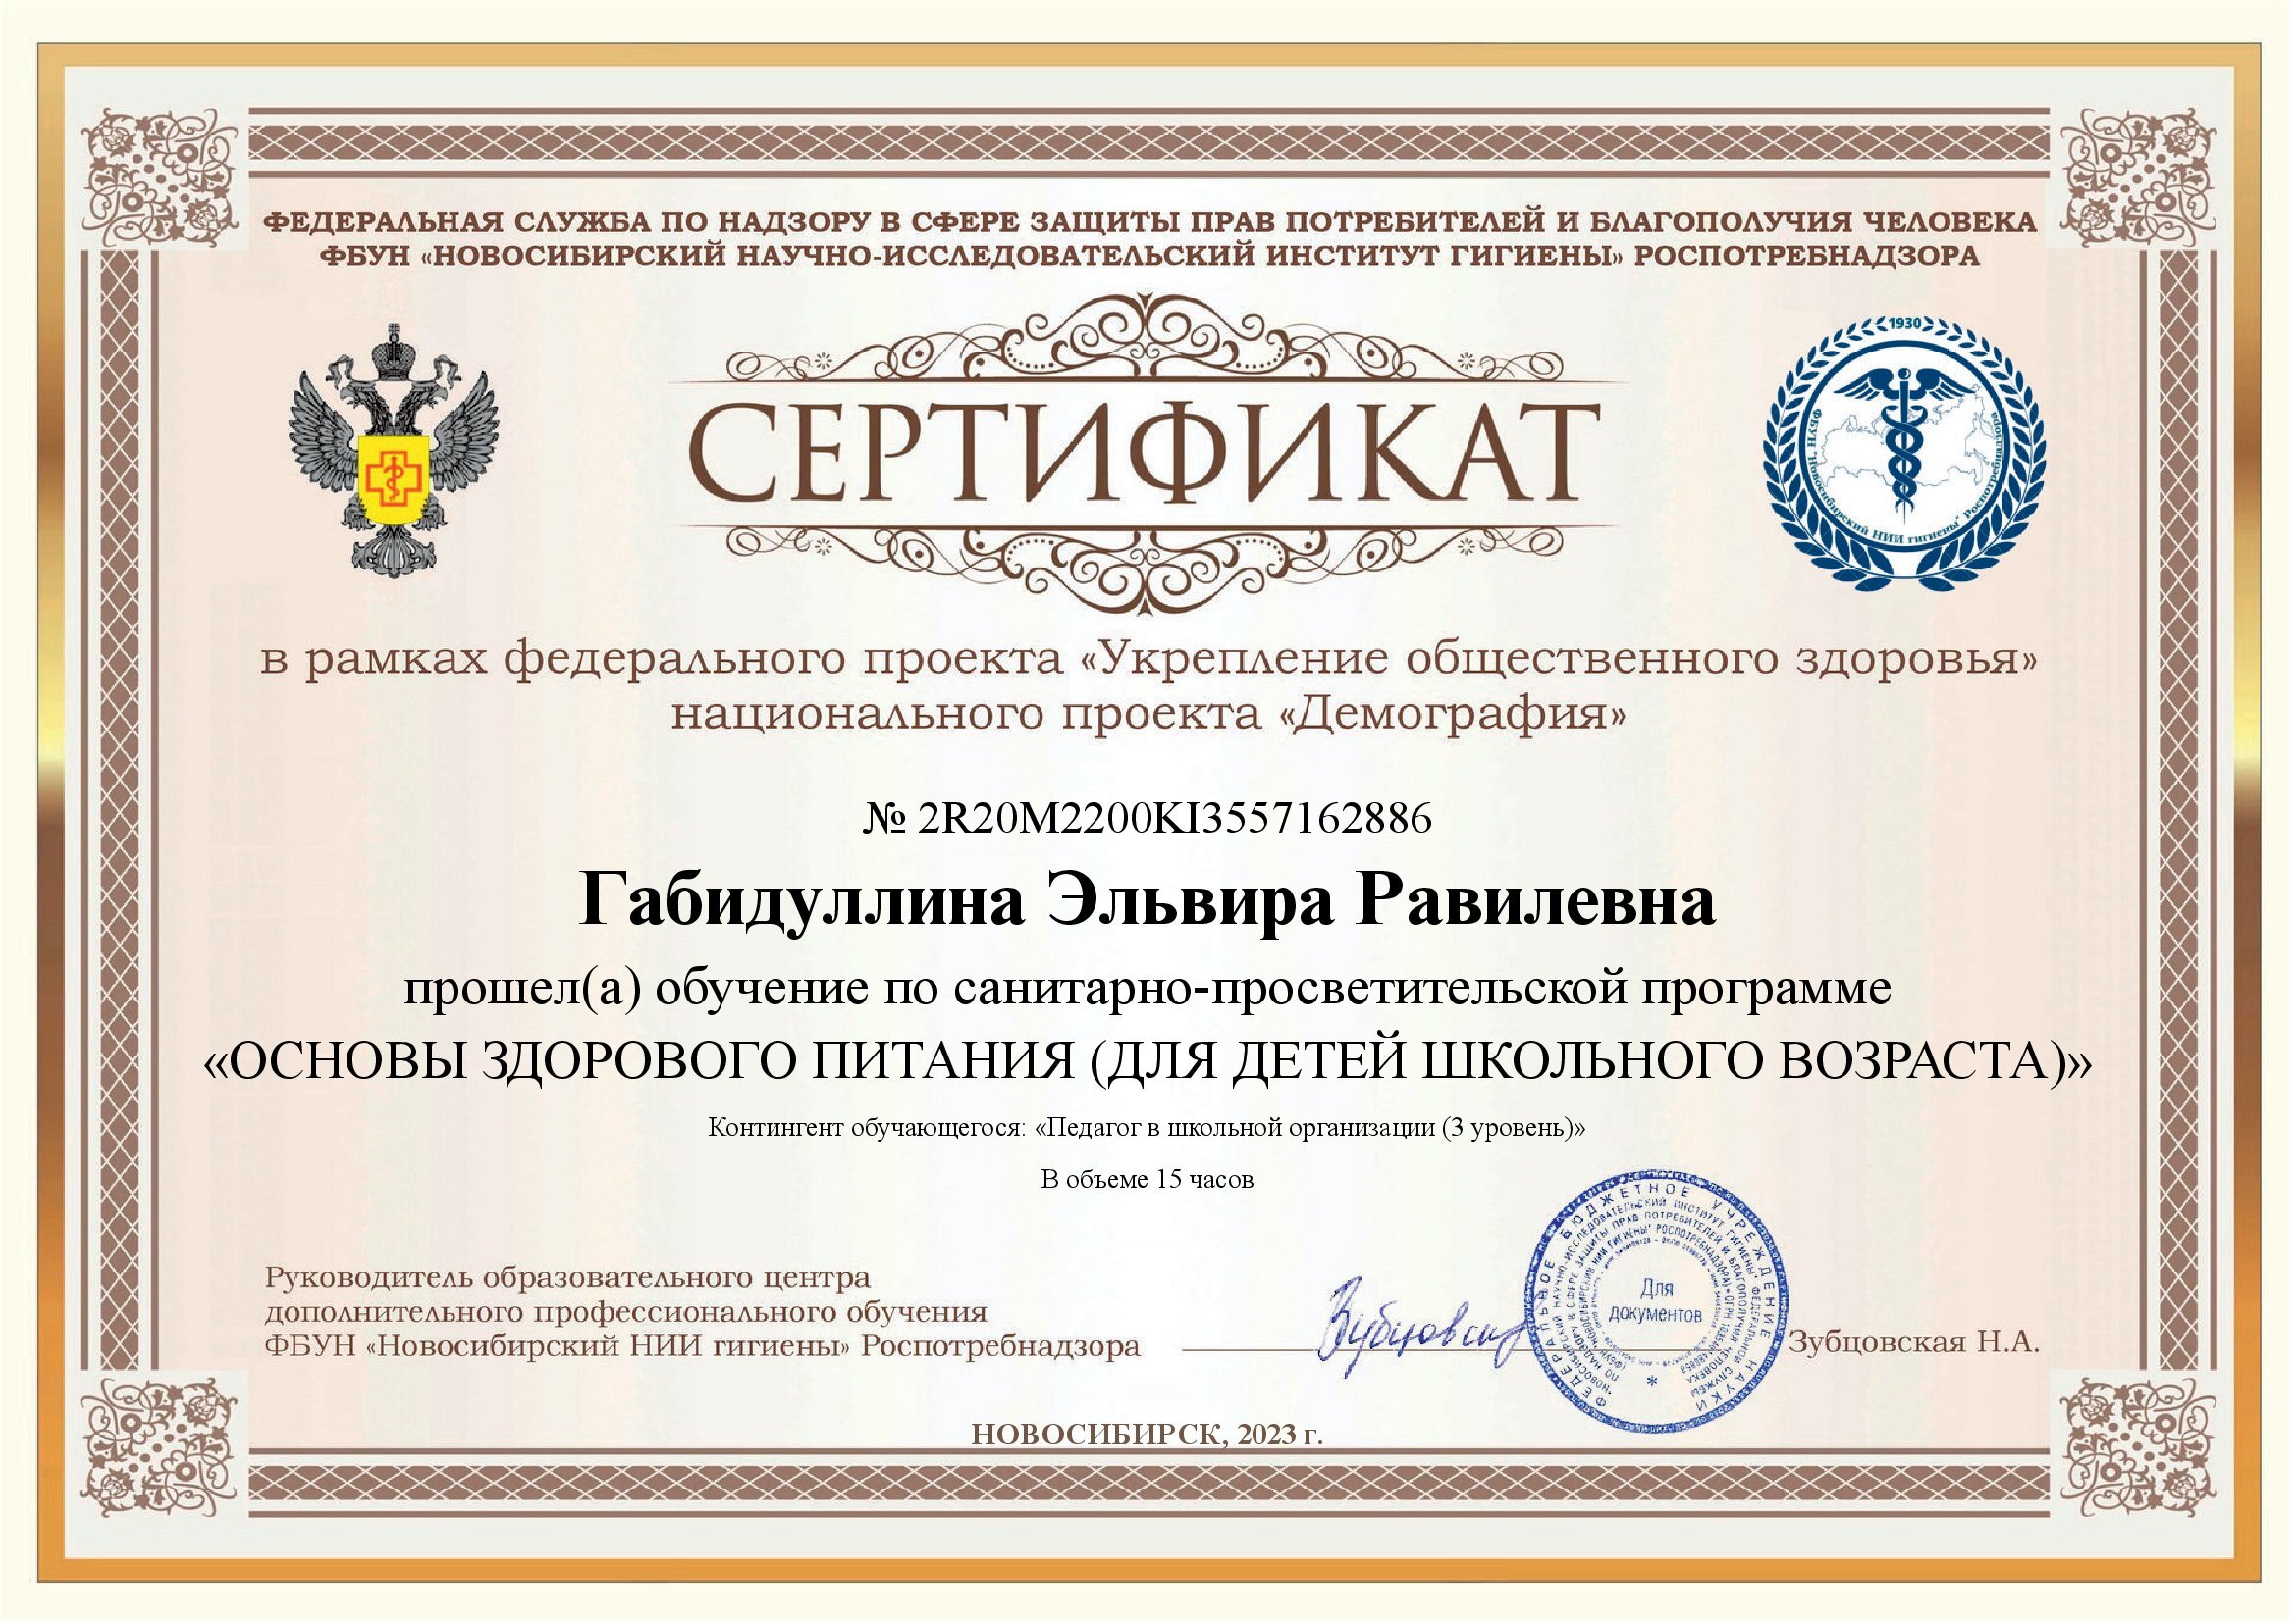 ФЕДЕРАЛЬНАЯ СЛУЖБА ПО НАДЗОРУ В СФЕРЕ ЗАЩИТЫ ПРАВ ПОТРЕБИТЕЛЕЙ И БЛАГОПОЛУЧИЯ ЧЕЛОВЕКА
ФБУН «НОВОСИБИРСКИЙ НАУЧНО-ИССЛЕДОВАТЕЛЬСКИЙ ИНСТИТУТ ГИГИЕНЫ» РОСПОТРЕБНАДЗОРА
1930
ФБУН "Новосибирский НИИ гигиены" Роспотребнадзора
СЕРТИФИКАТ
в рамках федерального проекта «Укрепление общественного здоровья»
национального проекта «Демография»
№ 2R20M2200KI3557162886
Габидуллина Эльвира Равилевна
прошел(а) обучение по санитарно-просветительской программе
«ОСНОВЫ ЗДОРОВОГО ПИТАНИЯ (ДЛЯ ДЕТЕЙ ШКОЛЬНОГО ВОЗРАСТА)»
Контингент обучающегося: «Педагог в школьной организации (3 уровень)»
В объеме 15 часов
Руководитель образовательного центра
дополнительного профессионального обучения
ФБУН «Новосибирский НИИ гигиены» Роспотребнадзора
ФЕДЕРАЛЬНОЕ БЮДЖЕТНОЕ УЧРЕЖДЕНИЕ НАУКИ
Для
документов
Зубцовская Н.А.
НОВОСИБИРСК, 2023 г.